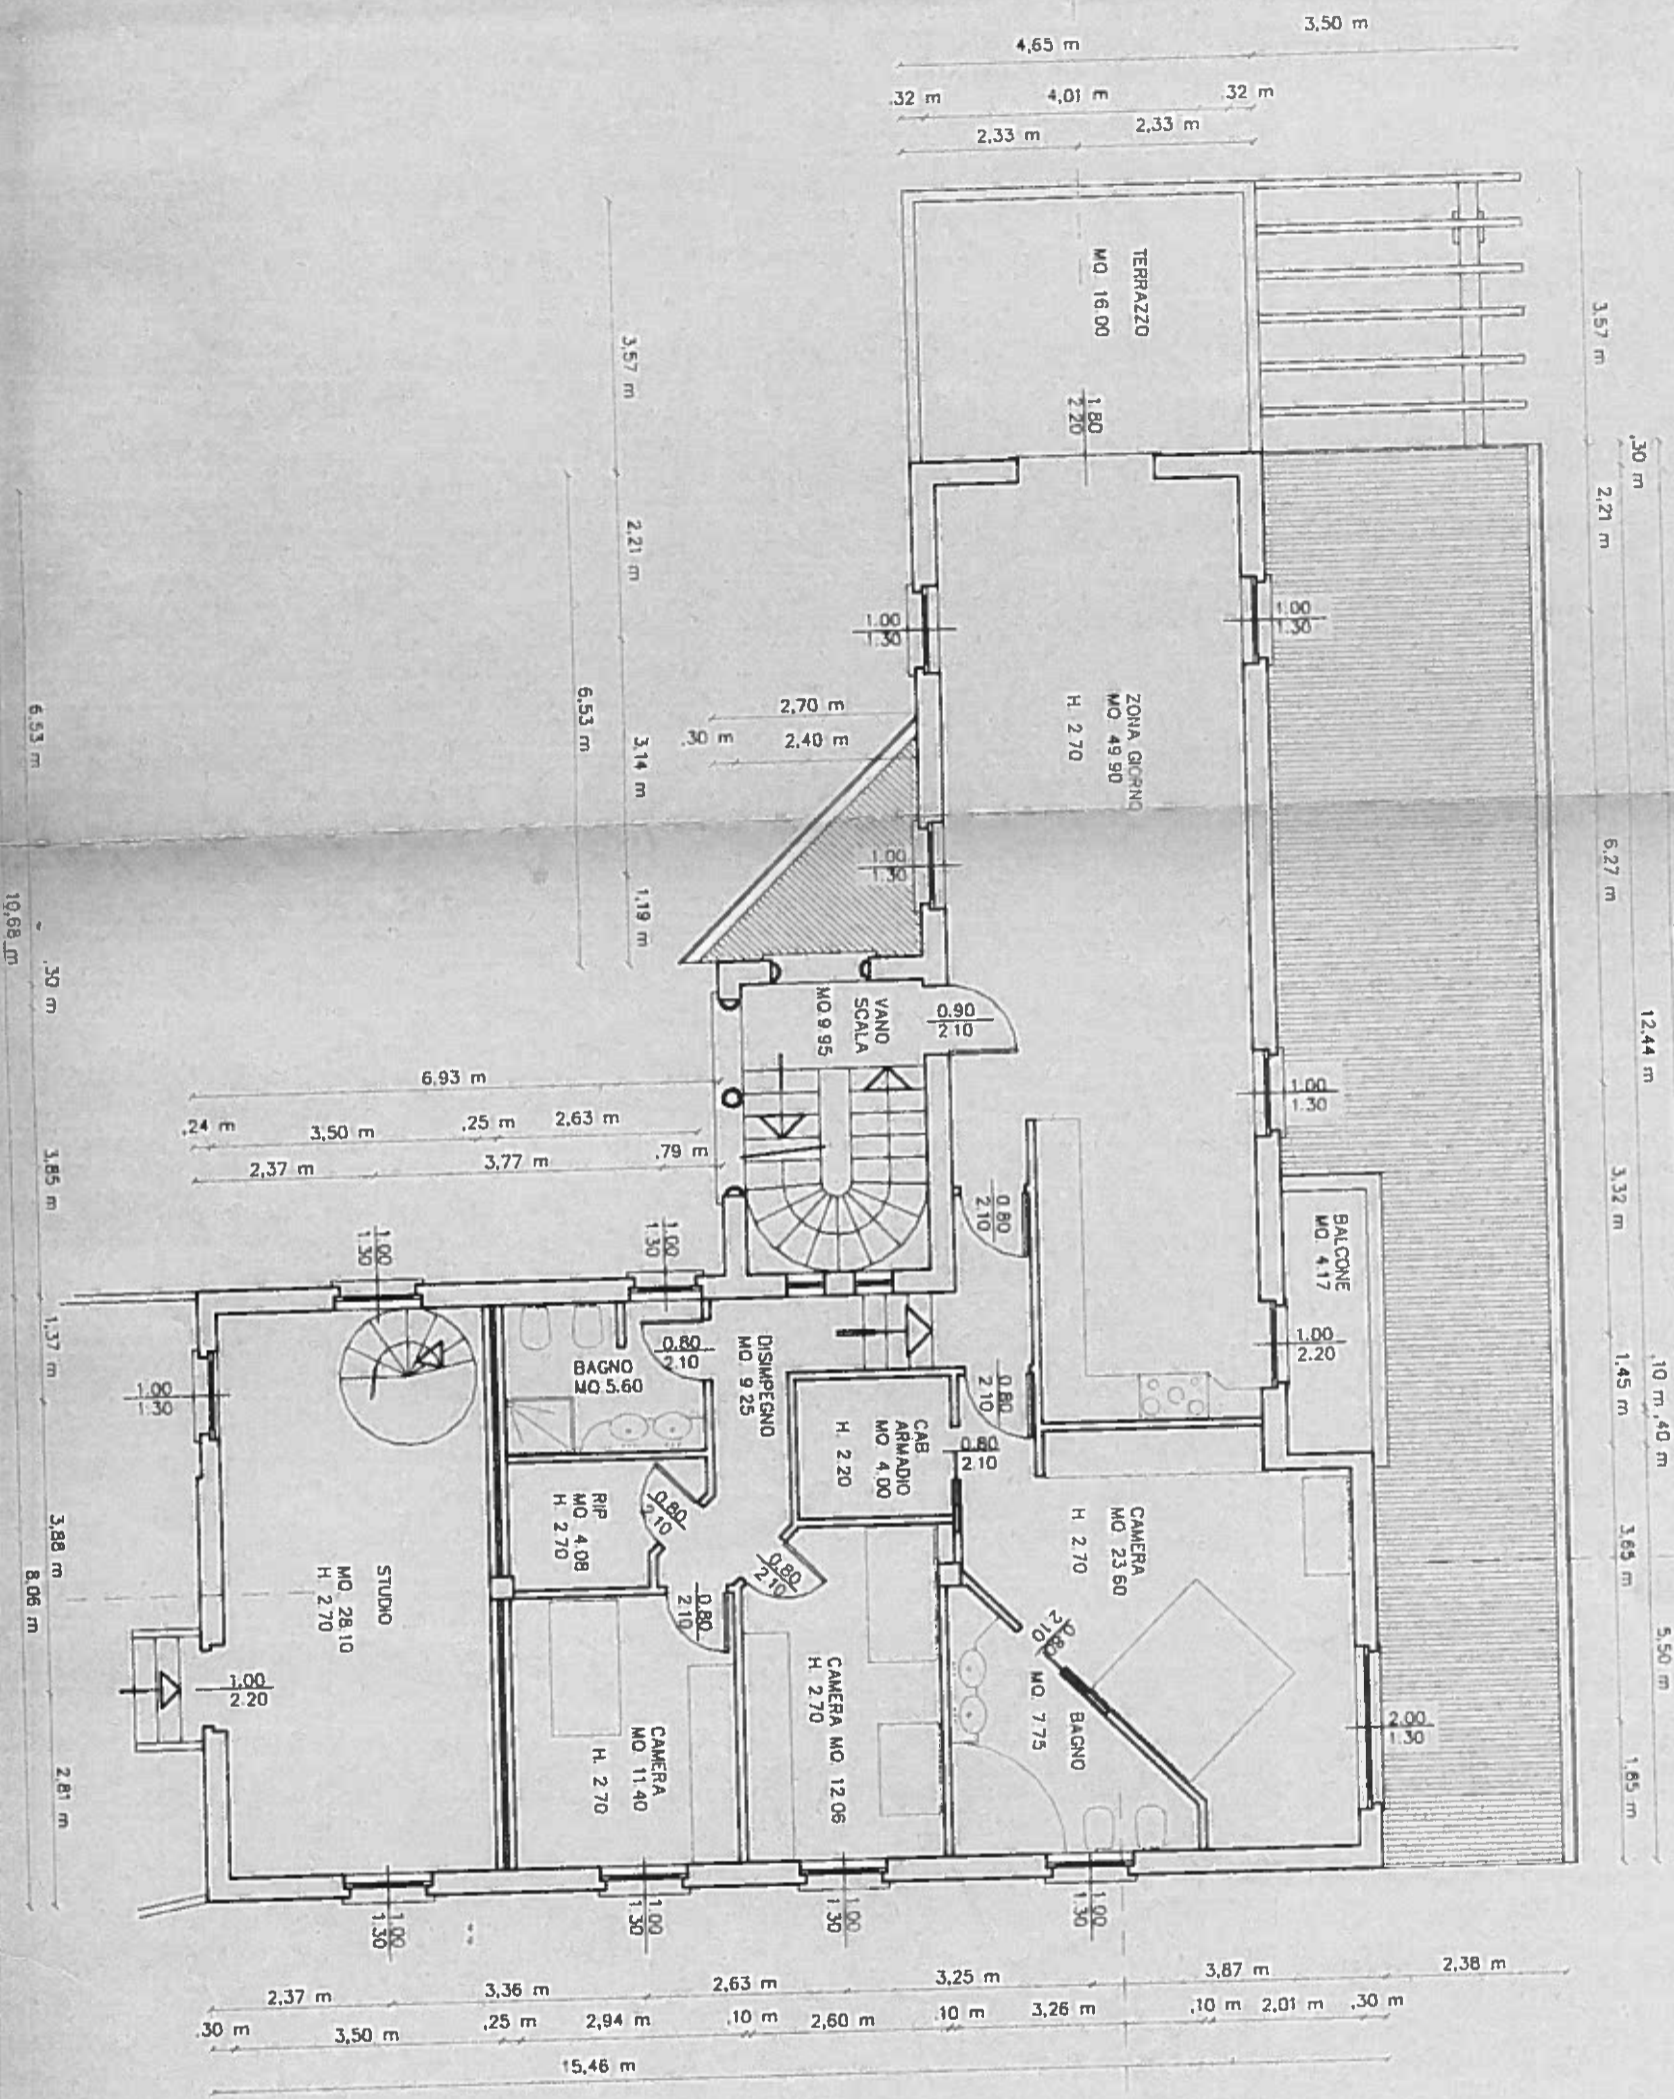 3,50 m
4,65 m
.32 m
4,01 m
.32 m
2,33 m
2,33 m
TERRAZZO
MQ. 16.00
1.80
2.20
3,57 m
3,57 m
.30 m
2,21 m
2,21 m
1.00
1.30
1.00
1.30
ZONA GIORNO
MQ. 49.90
H. 2.70
2,70 m
.30 m
2,40 m
6,53 m
3,14 m
6,53 m
6,27 m
1.00
1.30
1,19 m
10,68 m
.30 m
VANO
SCALA
MQ 9.95
0.90
2.10
12,44 m
6,93 m
.24 m
3,50 m
.25 m
2,63 m
2,37 m
3,77 m
.79 m
3,85 m
1.00
1.30
3,32 m
0.80
2.10
BALCONE
MQ. 4.17
1.00
1.30
1.00
1.30
1.00
2.20
1,37 m
1,45 m
.10 m
.40 m
1.00
1.30
BAGNO
MQ 5.60
0.80
2.10
DISIMPEGNO
MQ. 9.25
0.80
2.10
CAB.
ARMADIO
MQ. 4.00
H. 2.20
0.80
2.10
RIP
MQ. 4.08
H. 2.70
0.80
2.10
0.80
2.10
0.80
2.10
CAMERA
MQ. 23.60
H. 2.70
3,65 m
3,88 m
8,06 m
STUDIO
MQ. 28.10
H. 2.70
1.00
2.20
0.80
2.10
BAGNO
MQ. 7.75
5,50 m
2.00
1.30
CAMERA
MQ. 11.40
H. 2.70
CAMERA MQ. 12.06
H. 2.70
2,81 m
1,85 m
1.00
1.30
1.00
1.30
1.00
1.30
1.00
1.30
2,37 m
3,36 m
2,63 m
3,25 m
3,87 m
2,38 m
.30 m
3,50 m
.25 m
2,94 m
.10 m
2,60 m
.10 m
3,26 m
.10 m
2,01 m
.30 m
15,46 m